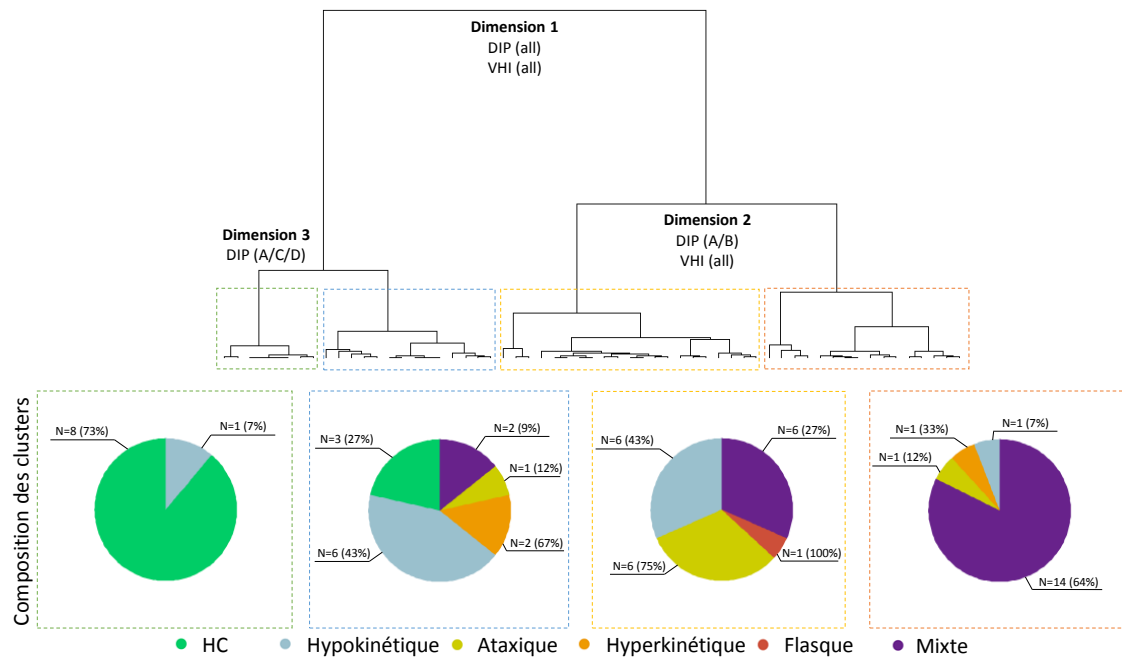 Dimension 1
DIP (all)
VHI (all)
Dimension 2
DIP (A/B)
VHI (all)
Dimension 3
DIP (A/C/D)
Composition des clusters
N=8 (73%)
N=1 (7%)
N=3 (27%)
N=2 (9%)
N=1 (12%)
N=2 (67%)
N=6 (43%)
N=6 (43%)
N=6 (27%)
N=1 (100%)
N=6 (75%)
N=1 (33%)
N=1 (7%)
N=1 (12%)
N=14 (64%)
HC
Hypokinétique
Ataxique
Hyperkinétique
Flasque
Mixte